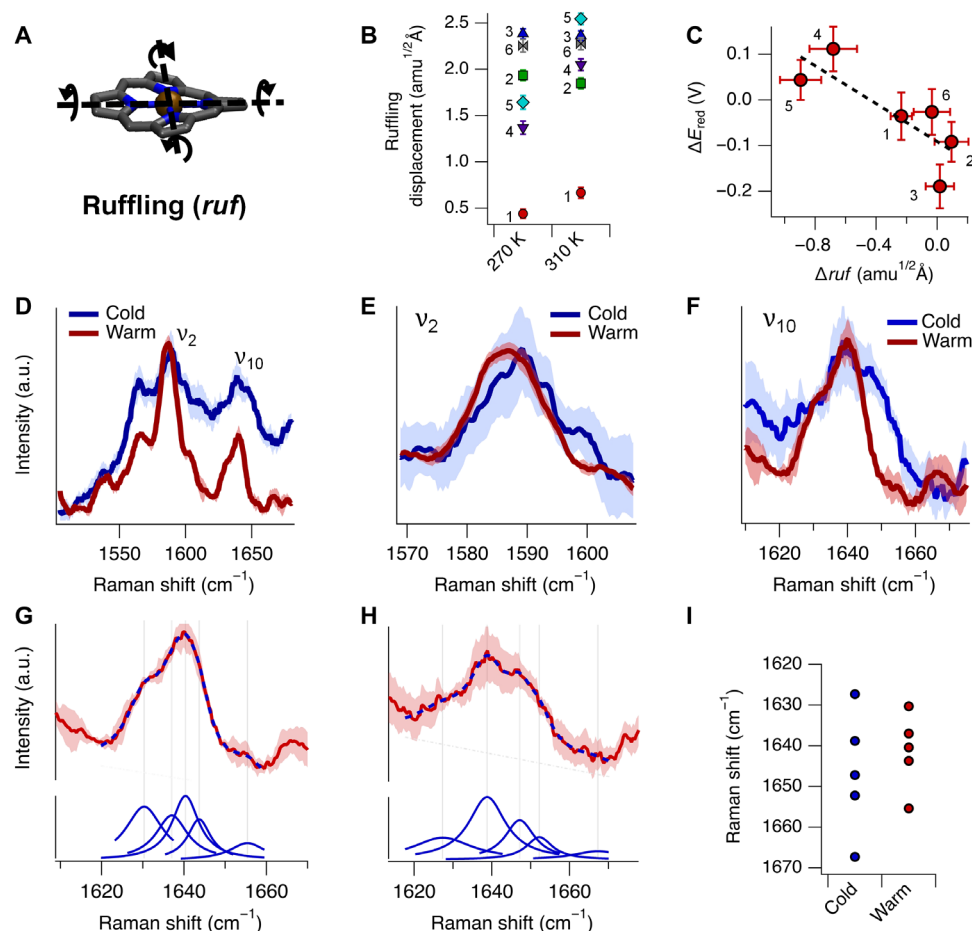 A
Ruffling (ruf)
B
Ruffling
displacement (amu1/2Å)
2.5
2.0
1.5
1.0
0.5
3
6
2
5
4
1
5
3
6
4
2
1
270 K
310 K
C
ΔEred (V)
0.1
0.0
−0.1
−0.2
4
5
1
6
2
3
−0.8
−0.4
0.0
Δruf (amu1/2Å)
D
Cold
Warm
ν2
ν10
Intensity (a.u.)
1550
1600
1650
Raman shift (cm−1)
E
ν2
Cold
Warm
1570
1580
1590
1600
Raman shift (cm−1)
F
ν10
Cold
Warm
1620
1640
1660
Raman shift (cm−1)
G
Intensity (a.u.)
1620
1640
1660
Raman shift (cm−1)
H
1620
1640
1660
Raman shift (cm−1)
I
Raman shift (cm−1)
1620
1630
1640
1650
1660
1670
Cold
Warm